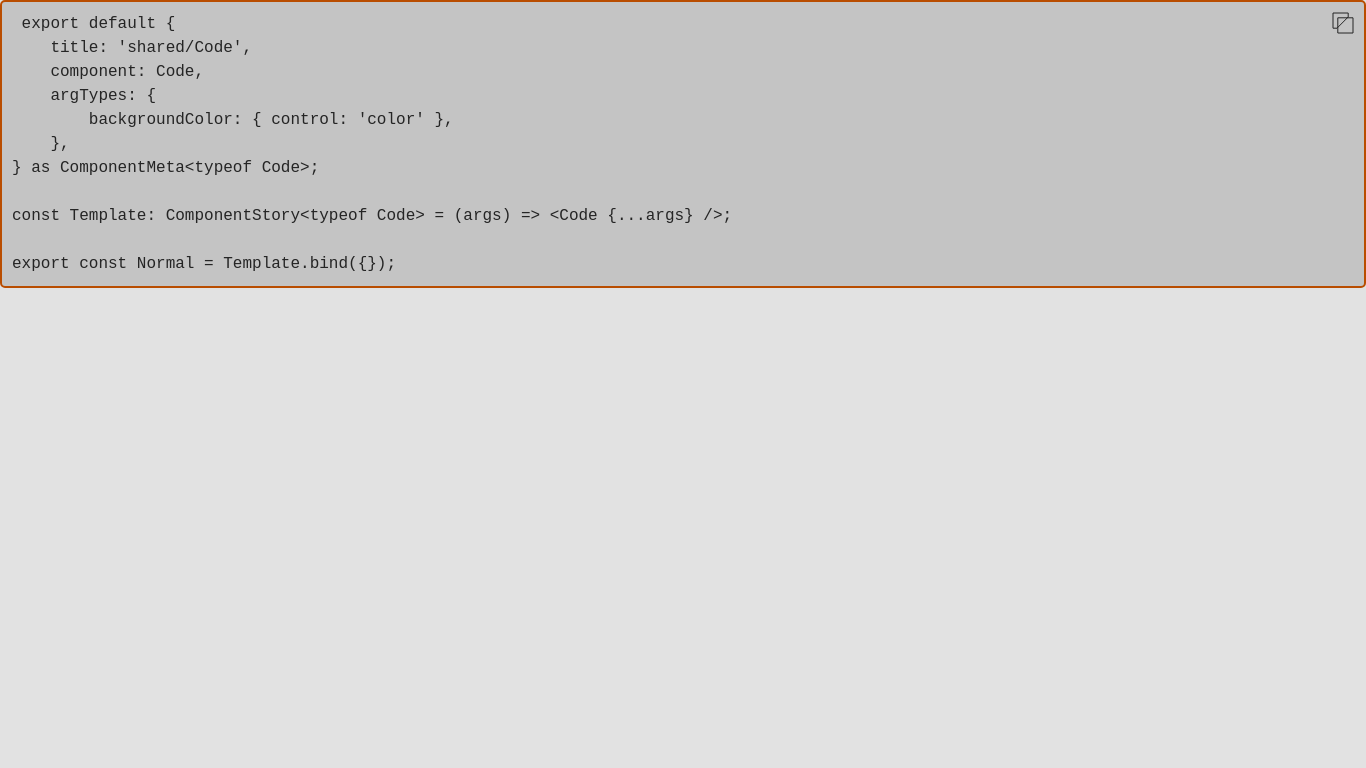 export default {
    title: 'shared/Code',
    component: Code,
    argTypes: {
        backgroundColor: { control: 'color' },
    },
} as ComponentMeta<typeof Code>;

const Template: ComponentStory<typeof Code> = (args) => <Code {...args} />;

export const Normal = Template.bind({});